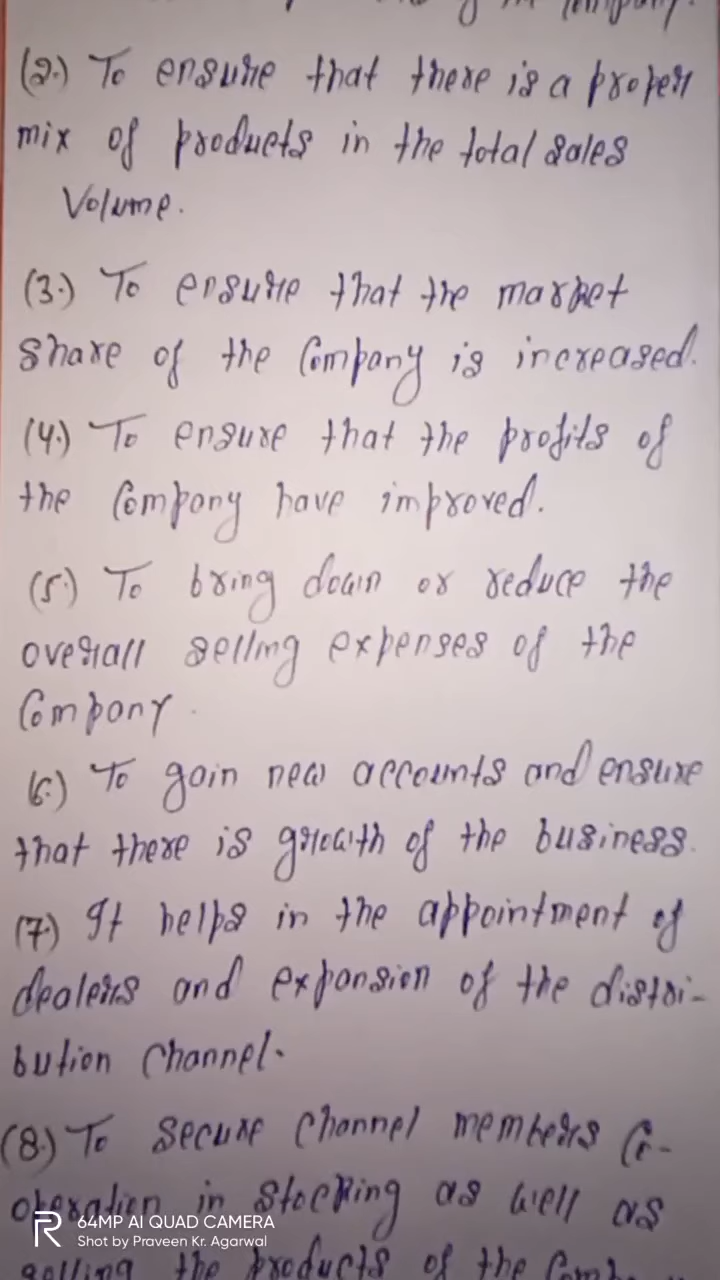 Company.
(2.) To ensure that there is a proper
mix of products in the total sales
Volume.
(3.) To ensure that the market
share of the Company is increased.
(4.) To ensure that the profits of
the Company have improved.
(5.) To bring down or reduce the
overall selling expenses of the
Company.
(6.) To gain new accounts and ensure
that there is growth of the business.
(7.) It helps in the appointment of
dealers and expansion of the distri-
bution Channel.
(8.) To secure Channel members Co-
operation in stocking as well as
selling the products of the
64MP AI QUAD CAMERA
Shot by Praveen Kr. Agarwal